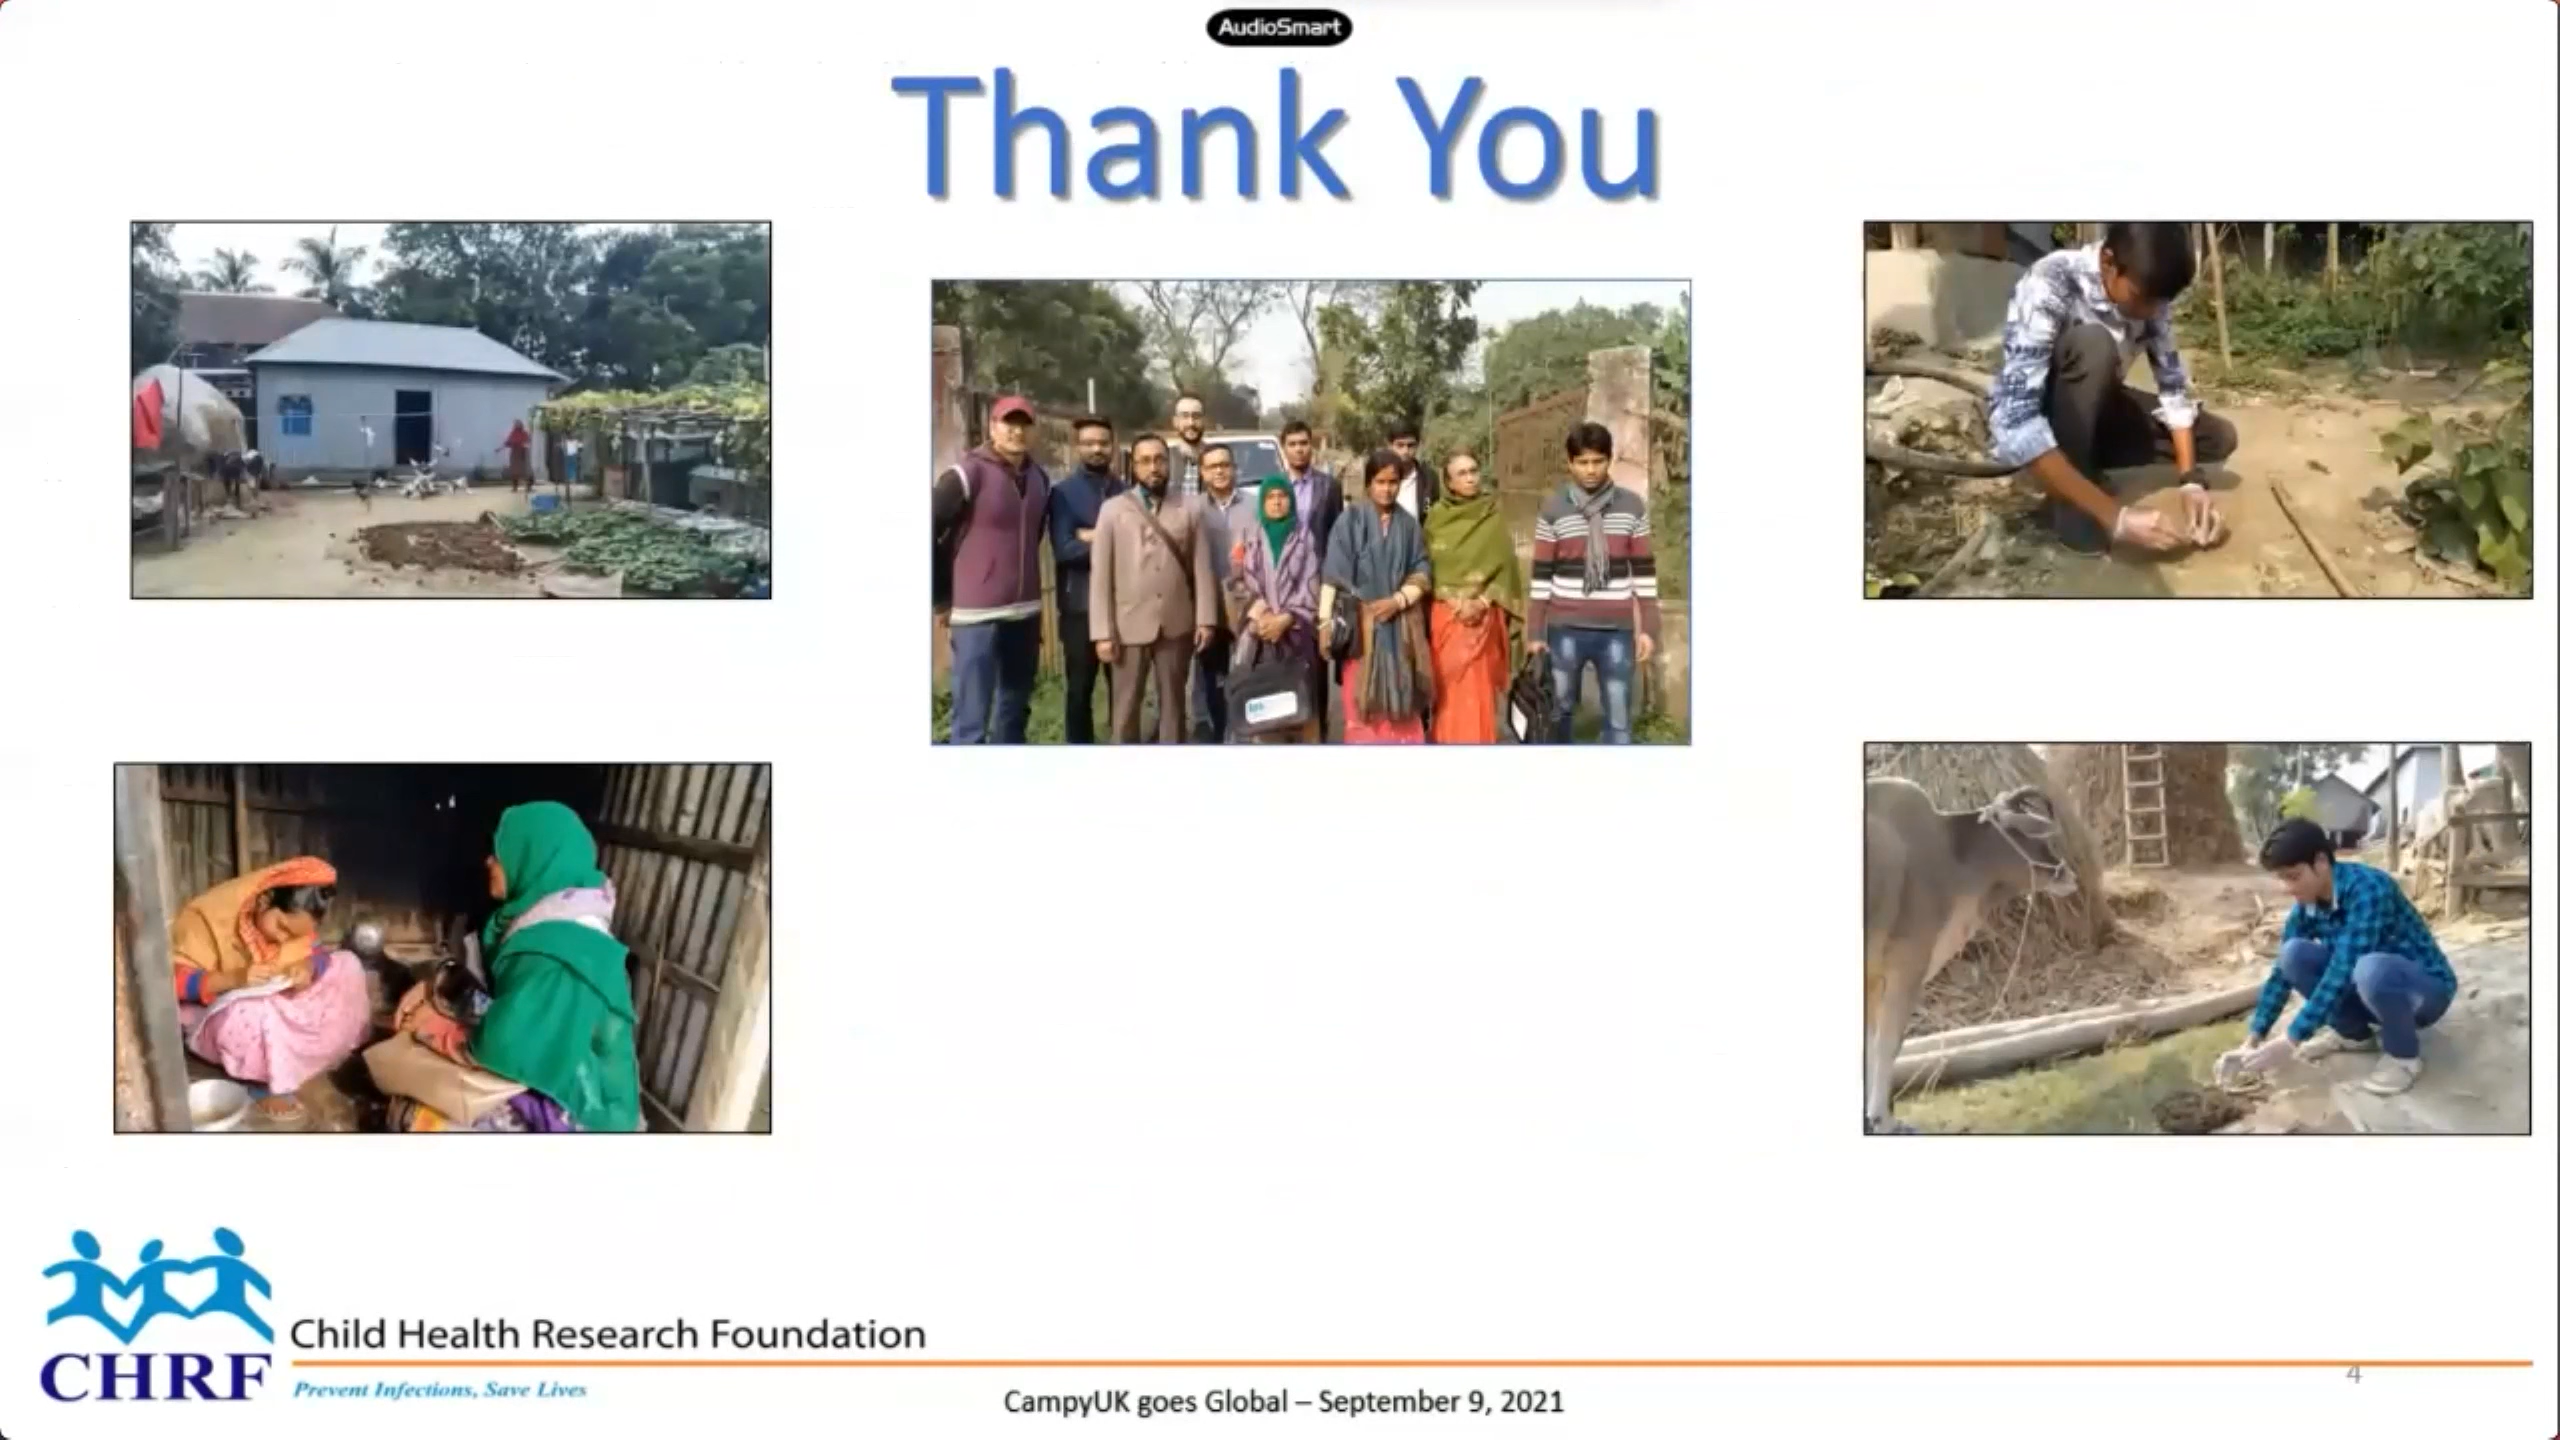 AudioSmart
Thank You
Child Health Research Foundation
CHRF
Prevent Infections, Save Lives
4
CampyUK goes Global – September 9, 2021